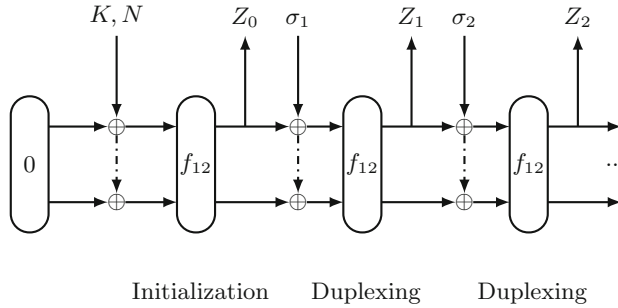 K, N Z₀ σ₁ Z₁ σ₂ Z₂
0 f₁₂ f₁₂ f₁₂ ...
Initialization Duplexing Duplexing